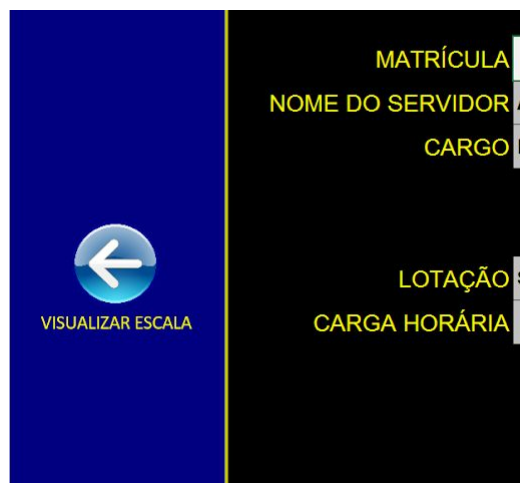 MATRÍCULA
NOME DO SERVIDOR
CARGO
LOTAÇÃO
CARGA HORÁRIA
VISUALIZAR ESCALA